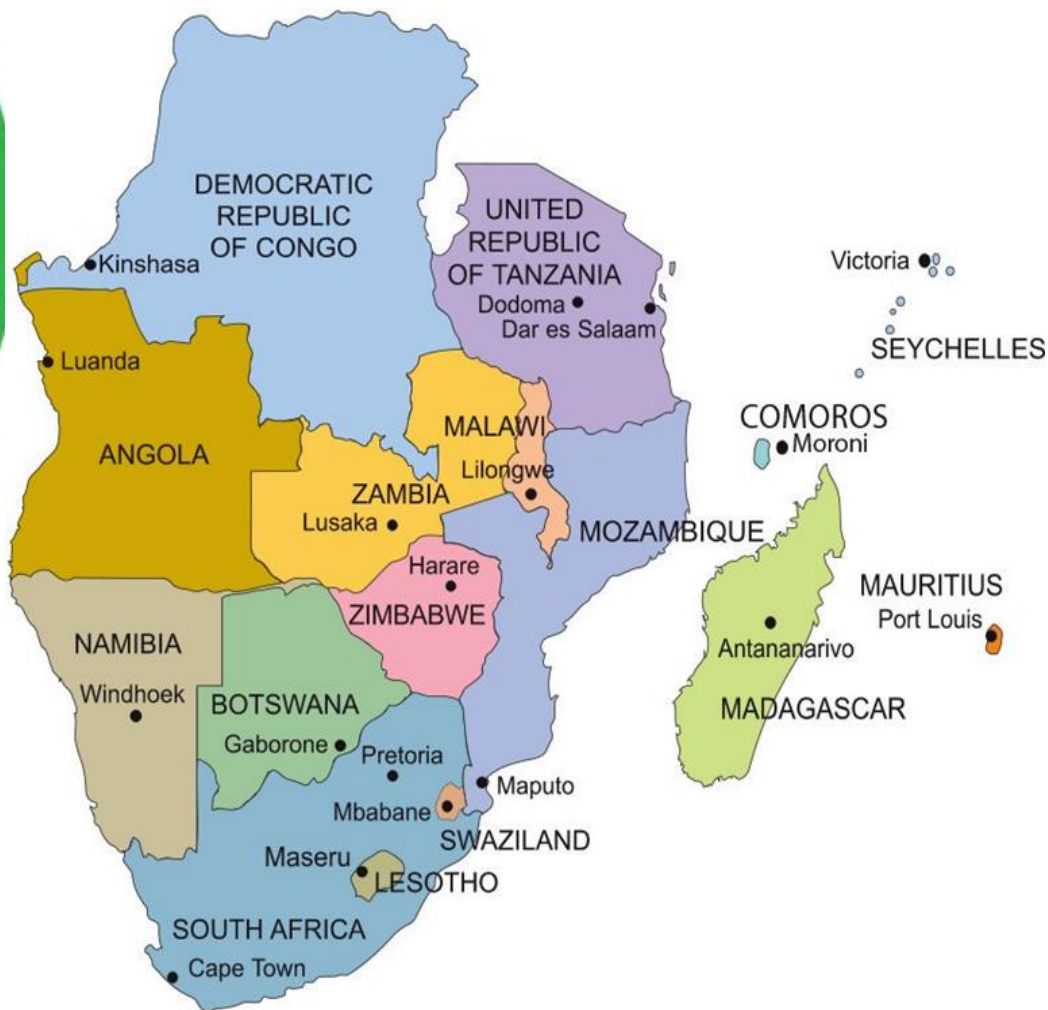 DEMOCRATIC
REPUBLIC
OF CONGO
Kinshasa
UNITED
REPUBLIC
OF TANZANIA
Dodoma
Dar es Salaam
Victoria
SEYCHELLES
Luanda
ANGOLA
COMOROS
Moroni
MALAWI
Lilongwe
ZAMBIA
Lusaka
MOZAMBIQUE
Harare
ZIMBABWE
MAURITIUS
Port Louis
NAMIBIA
Windhoek
Antananarivo
MADAGASCAR
BOTSWANA
Gaborone
Pretoria
Maputo
Mbabane
SWAZILAND
Maseru
LESOTHO
SOUTH AFRICA
Cape Town